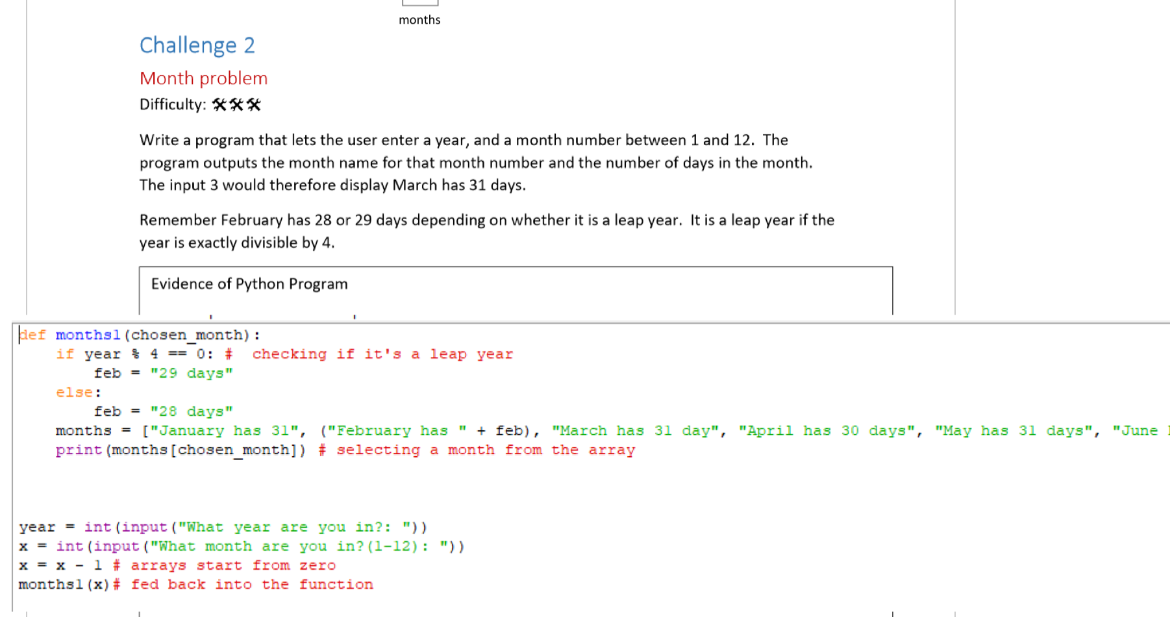 months
Challenge 2
Month problem
Difficulty:
Write a program that lets the user enter a year, and a month number between 1 and 12. The
program outputs the month name for that month number and the number of days in the month.
The input 3 would therefore display March has 31 days.
Remember February has 28 or 29 days depending on whether it is a leap year. It is a leap year if the
year is exactly divisible by 4.
Evidence of Python Program
def months1(chosen_month):
    if year % 4 == 0: #  checking if it's a leap year
        feb = "29 days"
    else:
        feb = "28 days"
    months = ["January has 31", ("February has " + feb), "March has 31 day", "April has 30 days", "May has 31 days", "June
    print(months[chosen_month]) # selecting a month from the array
year = int(input("What year are you in?: "))
x = int(input("What month are you in?(1-12): "))
x = x - 1 # arrays start from zero
months1(x)# fed back into the function